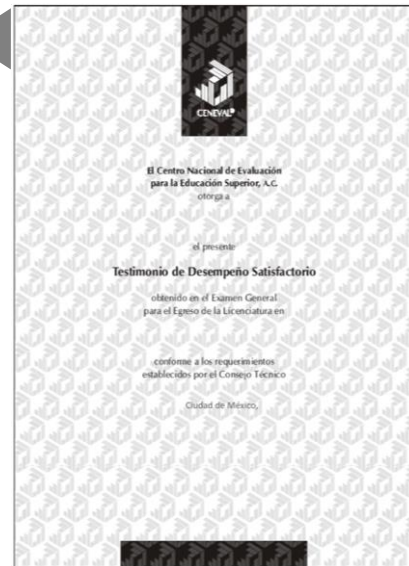 CENEVAL®
El Centro Nacional de Evaluación
para la Educación Superior, A.C.
otorga a
el presente
Testimonio de Desempeño Satisfactorio
obtenido en el Examen General
para el Egreso de la Licenciatura en
conforme a los requerimientos
establecidos por el Consejo Técnico
Ciudad de México,